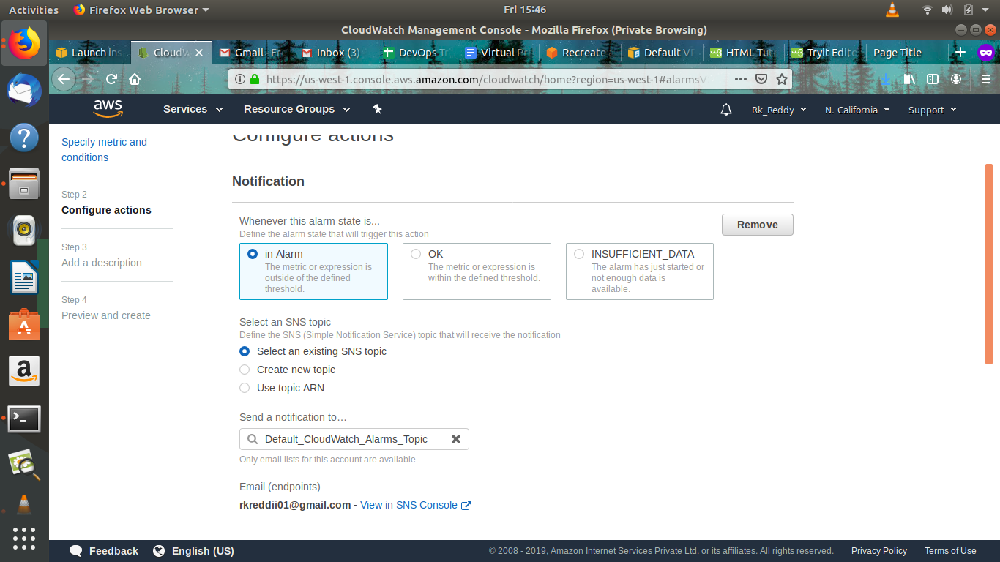 Activities
Firefox Web Browser
Fri 15:46
CloudWatch Management Console - Mozilla Firefox (Private Browsing)
Launch ins
CloudW
Gmail - Fr
Inbox (3) -
DevOps Tr
Virtual Pr
Recreate
Default VP
HTML Tut
Tryit Edito
Page Title
https://us-west-1.console.aws.amazon.com/cloudwatch/home?region=us-west-1#alarmsV
aws
Services
Resource Groups
Rk_Reddy
N. California
Support
Specify metric and
conditions
Step 2
Configure actions
Step 3
Add a description
Step 4
Preview and create
Configure actions
Notification
Whenever this alarm state is...
Define the alarm state that will trigger this action
Remove
in Alarm
The metric or expression is
outside of the defined
threshold.
OK
The metric or expression is
within the defined threshold.
INSUFFICIENT_DATA
The alarm has just started or
not enough data is
available.
Select an SNS topic
Define the SNS (Simple Notification Service) topic that will receive the notification
Select an existing SNS topic
Create new topic
Use topic ARN
Send a notification to…
Default_CloudWatch_Alarms_Topic
Only email lists for this account are available
Email (endpoints)
rkreddii01@gmail.com - View in SNS Console
Feedback
English (US)
© 2008 - 2019, Amazon Internet Services Private Ltd. or its affiliates. All rights reserved.
Privacy Policy
Terms of Use